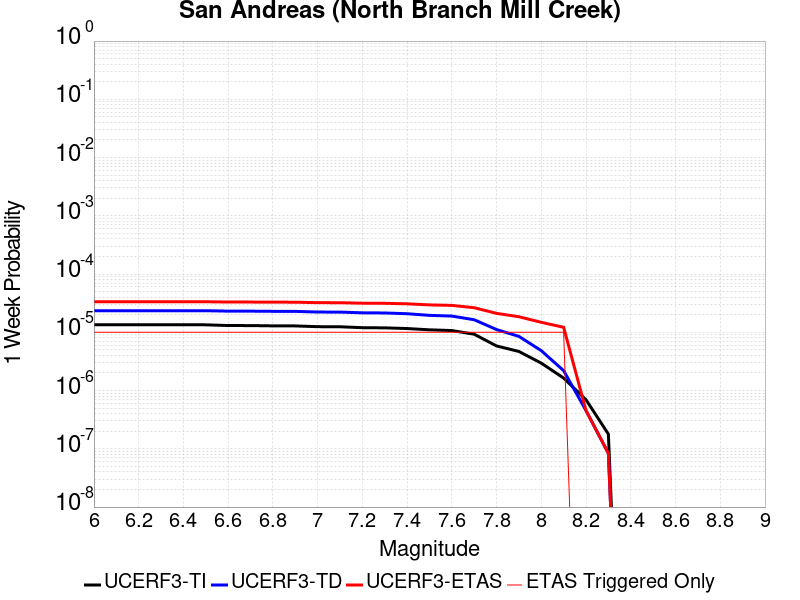 San Andreas (North Branch Mill Creek)
10^0
10^-1
10^-2
10^-3
10^-4
10^-5
10^-6
10^-7
10^-8
1 Week Probability
6 6.2 6.4 6.6 6.8 7 7.2 7.4 7.6 7.8 8 8.2 8.4 8.6 8.8 9
Magnitude
UCERF3-TI UCERF3-TD UCERF3-ETAS ETAS Triggered Only